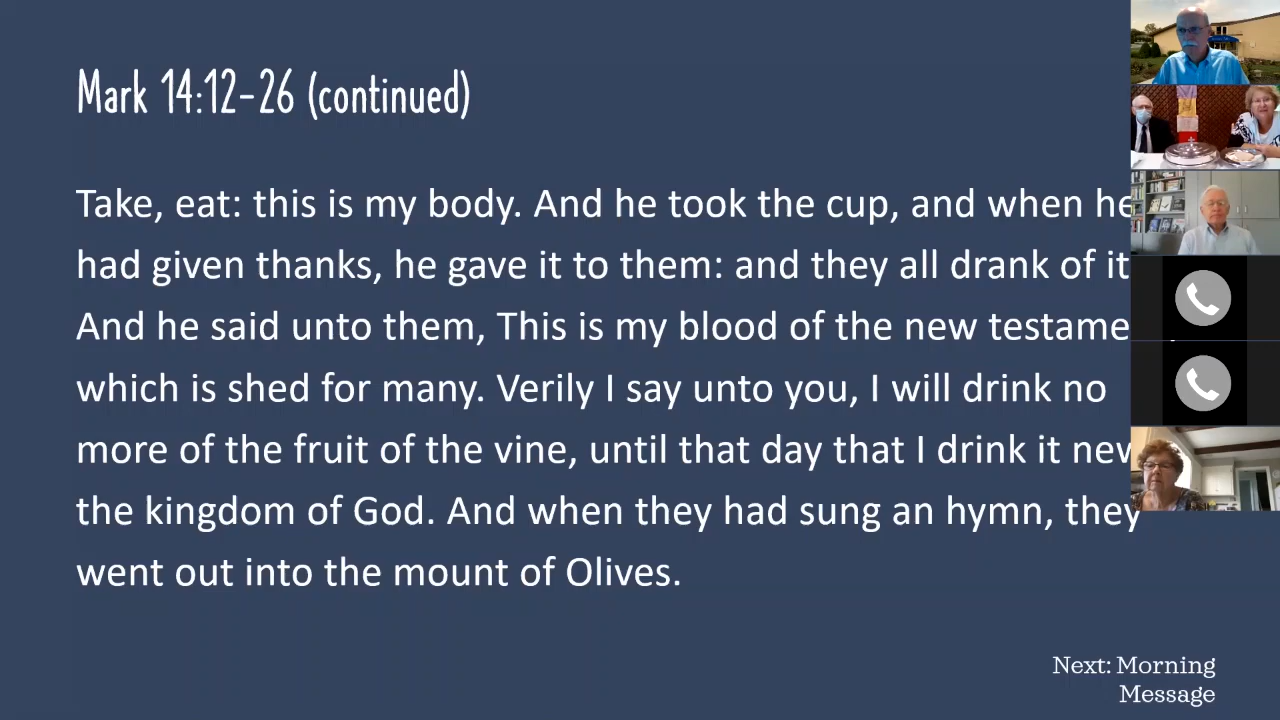 Mark 14:12-26 (continued)
Take, eat: this is my body. And he took the cup, and when he
had given thanks, he gave it to them: and they all drank of it
And he said unto them, This is my blood of the new testame
which is shed for many. Verily I say unto you, I will drink no
more of the fruit of the vine, until that day that I drink it new
the kingdom of God. And when they had sung an hymn, they
went out into the mount of Olives.
Next: Morning
Message